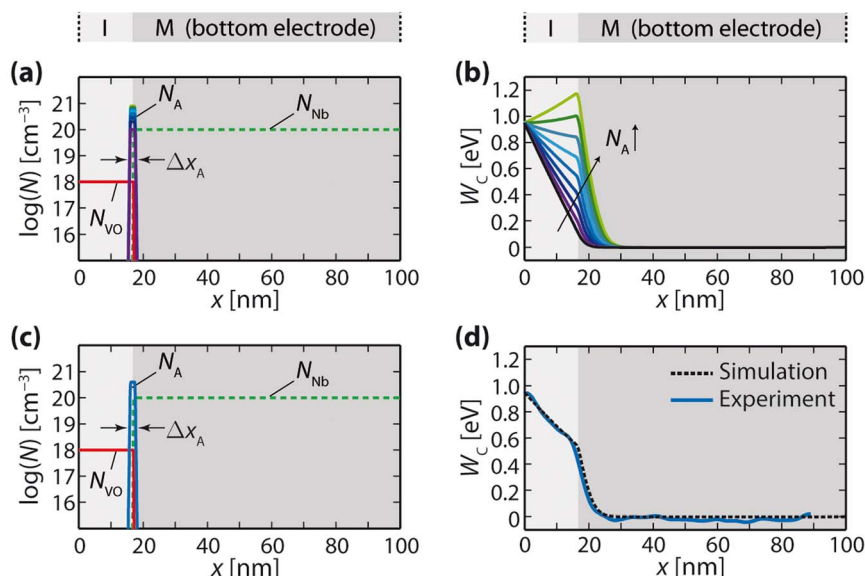 I M (bottom electrode) I M (bottom electrode)
(a) (b)
log(N) [cm⁻³]
21
20
19
18
17
16
15
N_A
N_Nb
Δx_A
N_VO
0 20 40 60 80 100
x [nm]
W_C [eV]
1.2
1.0
0.8
0.6
0.4
0.2
0
N_A↑
0 20 40 60 80 100
x [nm]
(c) (d)
log(N) [cm⁻³]
21
20
19
18
17
16
15
N_A
N_Nb
Δx_A
N_VO
0 20 40 60 80 100
x [nm]
W_C [eV]
1.2
1.0
0.8
0.6
0.4
0.2
0
Simulation
Experiment
0 20 40 60 80 100
x [nm]